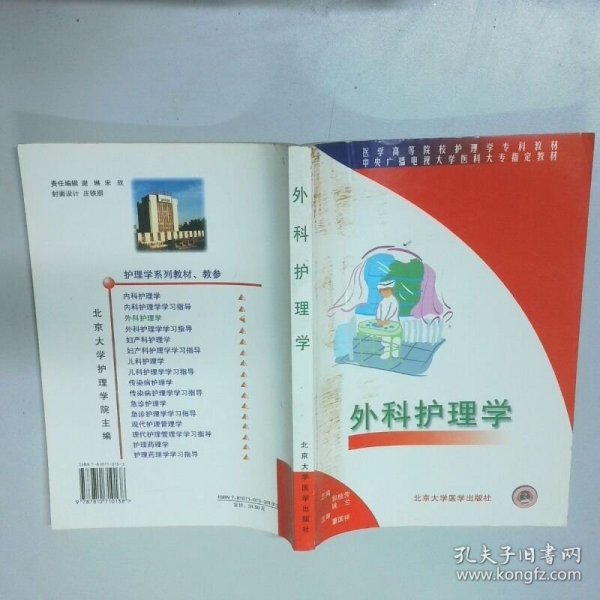 责任编辑 谢 琳 宋 欣
封面设计 庄铁朋
护理学系列教材、教参
内科护理学
内科护理学学习指导
外科护理学
外科护理学学习指导
妇产科护理学
妇产科护理学学习指导
儿科护理学
儿科护理学学习指导
传染病护理学
传染病护理学学习指导
急诊护理学
急诊护理学学习指导
现代护理管理学
现代护理管理学学习指导
护理药理学
护理药理学学习指导
北京大学护理学院主编
外科护理学
北京大学医学出版社
医学高等院校护理学专科教材
中央广播电视大学医科大专指定教材
外科护理学
主编
主审 董国祥
北京大学医学出版社
孔夫子旧书网
www.kongfz.com